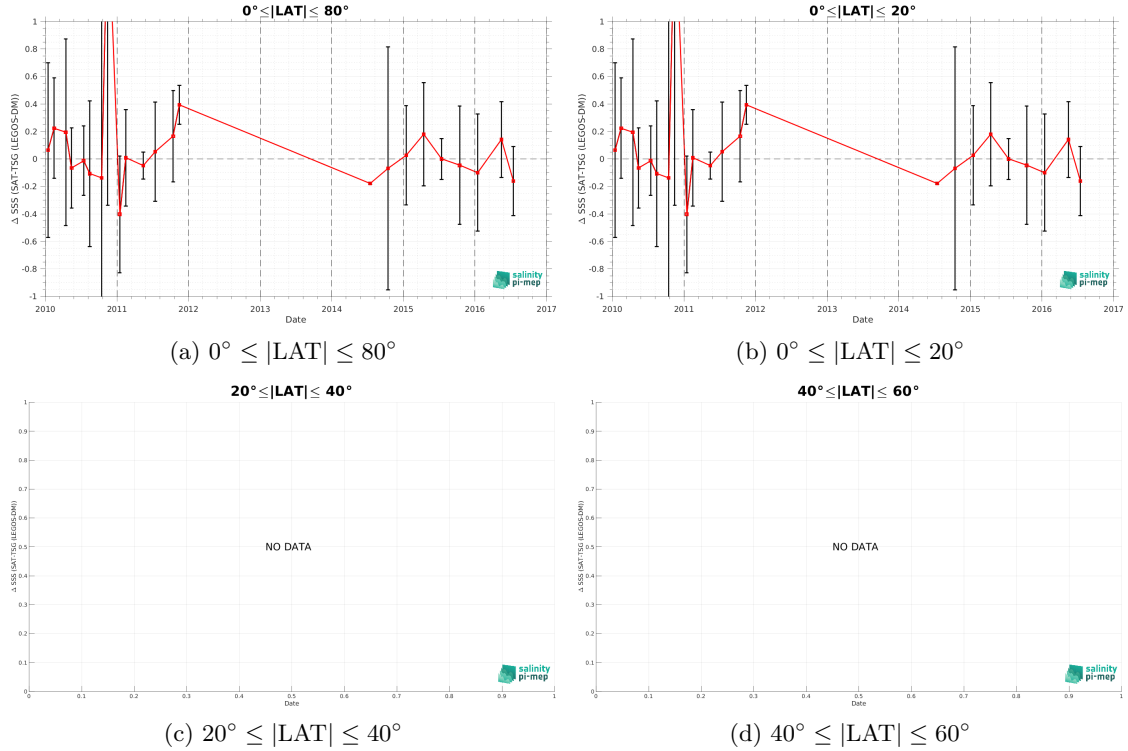 0°≤|LAT|≤ 80°
Δ SSS (SAT-TSG (LEGOS-DM))
1
0.8
0.6
0.4
0.2
0
-0.2
-0.4
-0.6
-0.8
-1
2010 2011 2012 2013 2014 2015 2016 2017
Date
salinity
pi-mep
(a) 0° ≤ |LAT| ≤ 80°
0°≤|LAT|≤ 20°
Δ SSS (SAT-TSG (LEGOS-DM))
1
0.8
0.6
0.4
0.2
0
-0.2
-0.4
-0.6
-0.8
-1
2010 2011 2012 2013 2014 2015 2016 2017
Date
salinity
pi-mep
(b) 0° ≤ |LAT| ≤ 20°
20°≤|LAT|≤ 40°
Δ SSS (SAT-TSG (LEGOS-DM))
1
0.9
0.8
0.7
0.6
0.5
0.4
0.3
0.2
0.1
0
NO DATA
0 0.1 0.2 0.3 0.4 0.5 0.6 0.7 0.8 0.9 1
Date
salinity
pi-mep
(c) 20° ≤ |LAT| ≤ 40°
40°≤|LAT|≤ 60°
Δ SSS (SAT-TSG (LEGOS-DM))
1
0.9
0.8
0.7
0.6
0.5
0.4
0.3
0.2
0.1
0
NO DATA
0 0.1 0.2 0.3 0.4 0.5 0.6 0.7 0.8 0.9 1
Date
salinity
pi-mep
(d) 40° ≤ |LAT| ≤ 60°